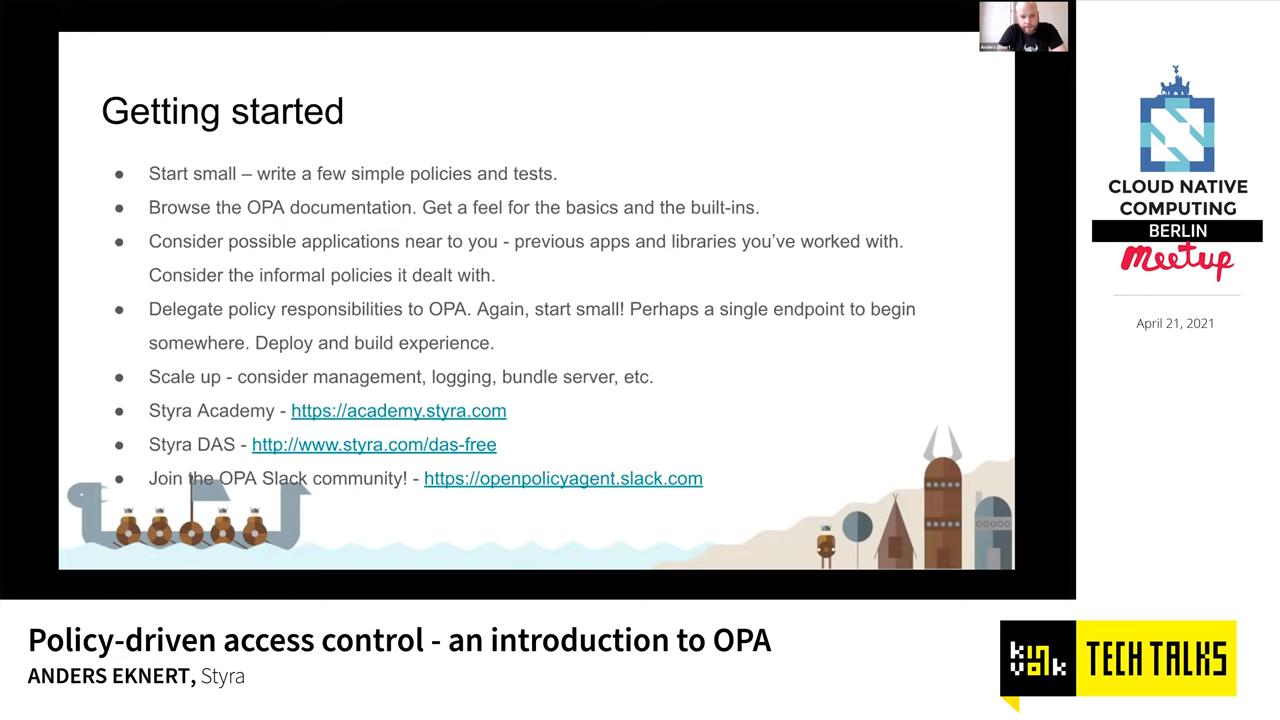 Getting started
● Start small – write a few simple policies and tests.
● Browse the OPA documentation. Get a feel for the basics and the built-ins.
● Consider possible applications near to you - previous apps and libraries you’ve worked with.
Consider the informal policies it dealt with.
● Delegate policy responsibilities to OPA. Again, start small! Perhaps a single endpoint to begin
somewhere. Deploy and build experience.
● Scale up - consider management, logging, bundle server, etc.
● Styra Academy - https://academy.styra.com
● Styra DAS - http://www.styra.com/das-free
● Join the OPA Slack community! - https://openpolicyagent.slack.com
Anders Eknert
CLOUD NATIVE
COMPUTING
BERLIN
Meetup
April 21, 2021
Policy-driven access control - an introduction to OPA
ANDERS EKNERT, Styra
kinvolk
TECH TALKS